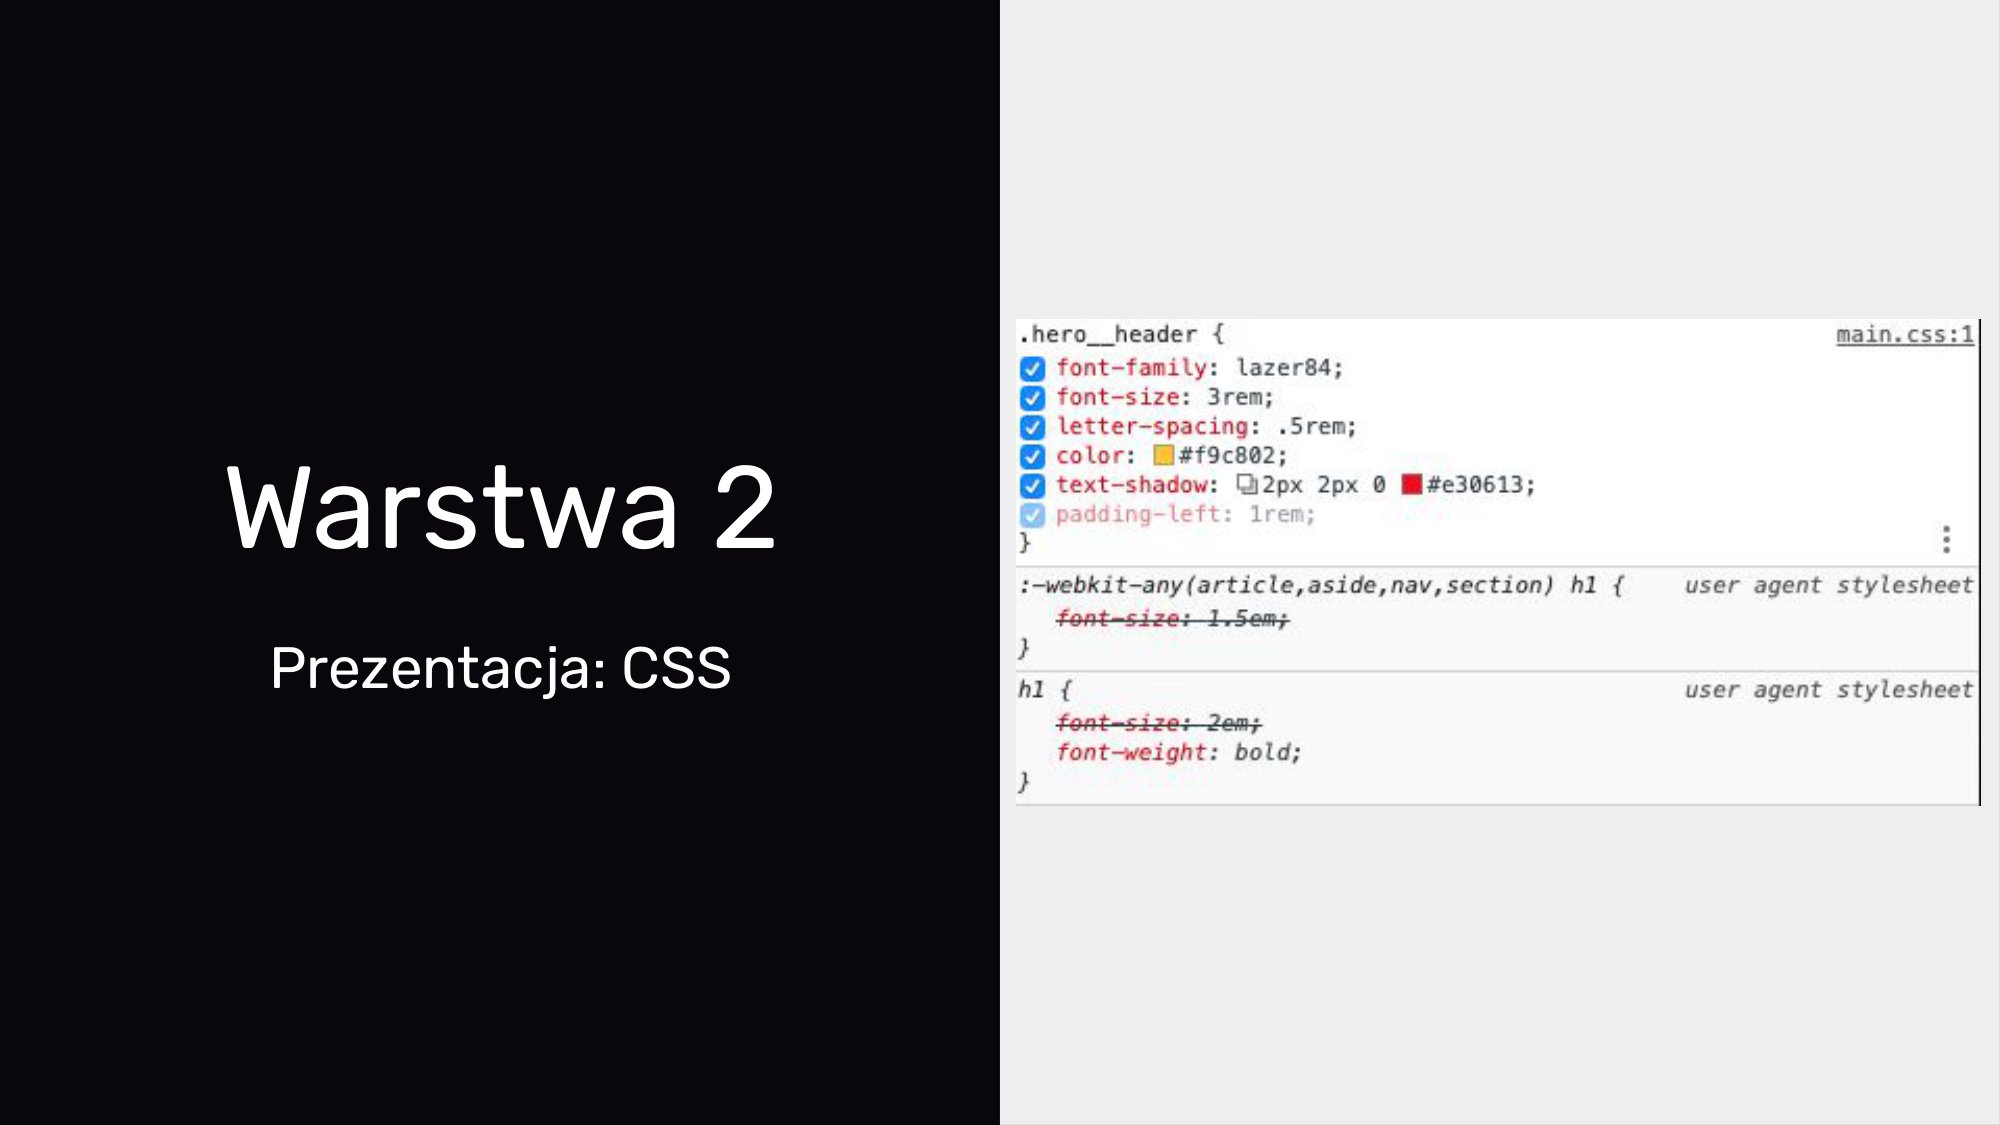 Warstwa 2
Prezentacja: CSS
.hero__header { main.css:1
font-family: lazer84;
font-size: 3rem;
letter-spacing: .5rem;
color: #f9c802;
text-shadow: 2px 2px 0 #e30613;
padding-left: 1rem;
}
:-webkit-any(article,aside,nav,section) h1 { user agent stylesheet
font-size: 1.5em;
}
h1 { user agent stylesheet
font-size: 2em;
font-weight: bold;
}